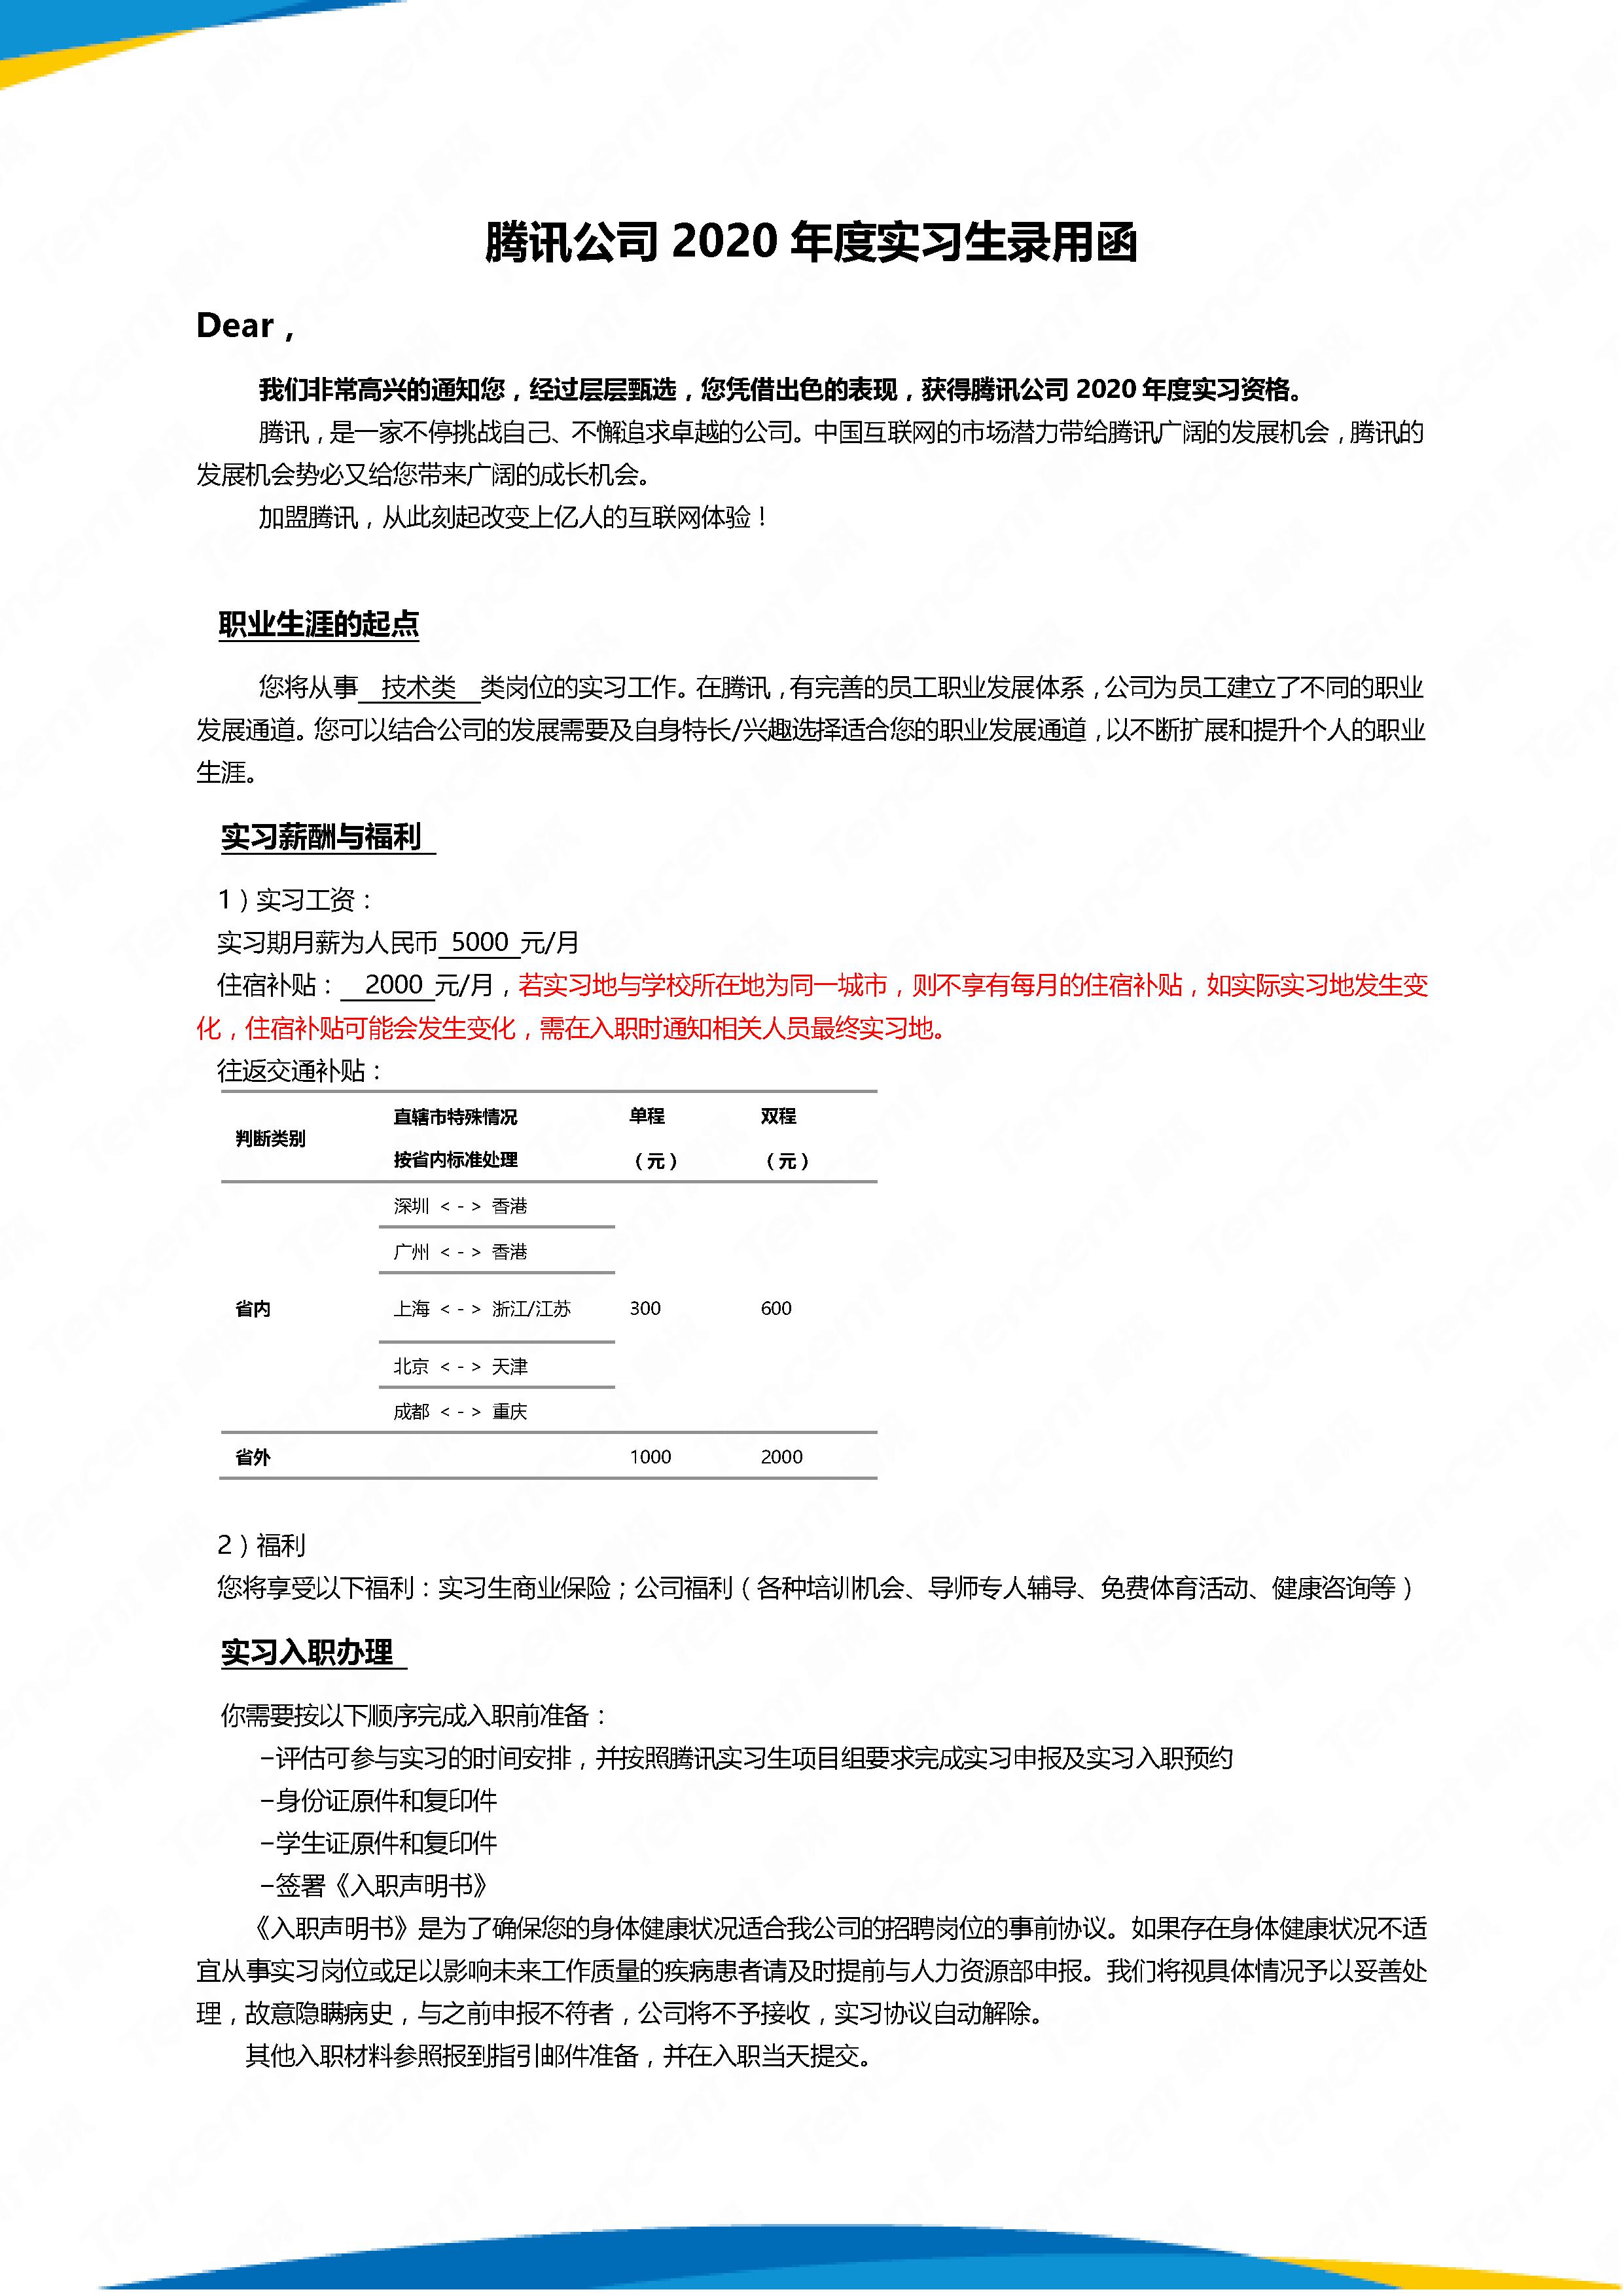 腾讯公司 2020 年度实习生录用函
Dear，
我们非常高兴的通知您，经过层层甄选，您凭借出色的表现，获得腾讯公司 2020 年度实习资格。
腾讯，是一家不停挑战自己、不懈追求卓越的公司。中国互联网的市场潜力带给腾讯广阔的发展机会，腾讯的
发展机会势必又给您带来广阔的成长机会。
加盟腾讯，从此刻起改变上亿人的互联网体验！
职业生涯的起点
您将从事 技术类 类岗位的实习工作。在腾讯，有完善的员工职业发展体系，公司为员工建立了不同的职业
发展通道。您可以结合公司的发展需要及自身特长/兴趣选择适合您的职业发展通道，以不断扩展和提升个人的职业
生涯。
实习薪酬与福利
1）实习工资：
实习期月薪为人民币 5000 元/月
住宿补贴： 2000 元/月，若实习地与学校所在地为同一城市，则不享有每月的住宿补贴，如实际实习地发生变
化，住宿补贴可能会发生变化，需在入职时通知相关人员最终实习地。
往返交通补贴：
判断类别 直辖市特殊情况 单程 双程
按省内标准处理 （元） （元）
深圳 < - > 香港
广州 < - > 香港
省内 上海 < - > 浙江/江苏 300 600
北京 < - > 天津
成都 < - > 重庆
省外 1000 2000
2）福利
您将享受以下福利：实习生商业保险；公司福利（各种培训机会、导师专人辅导、免费体育活动、健康咨询等）
实习入职办理
你需要按以下顺序完成入职前准备：
–评估可参与实习的时间安排，并按照腾讯实习生项目组要求完成实习申报及实习入职预约
–身份证原件和复印件
–学生证原件和复印件
–签署《入职声明书》
《入职声明书》是为了确保您的身体健康状况适合我公司的招聘岗位的事前协议。如果存在身体健康状况不适
宜从事实习岗位或足以影响未来工作质量的疾病患者请及时提前与人力资源部申报。我们将视具体情况予以妥善处
理，故意隐瞒病史，与之前申报不符者，公司将不予接收，实习协议自动解除。
其他入职材料参照报到指引邮件准备，并在入职当天提交。